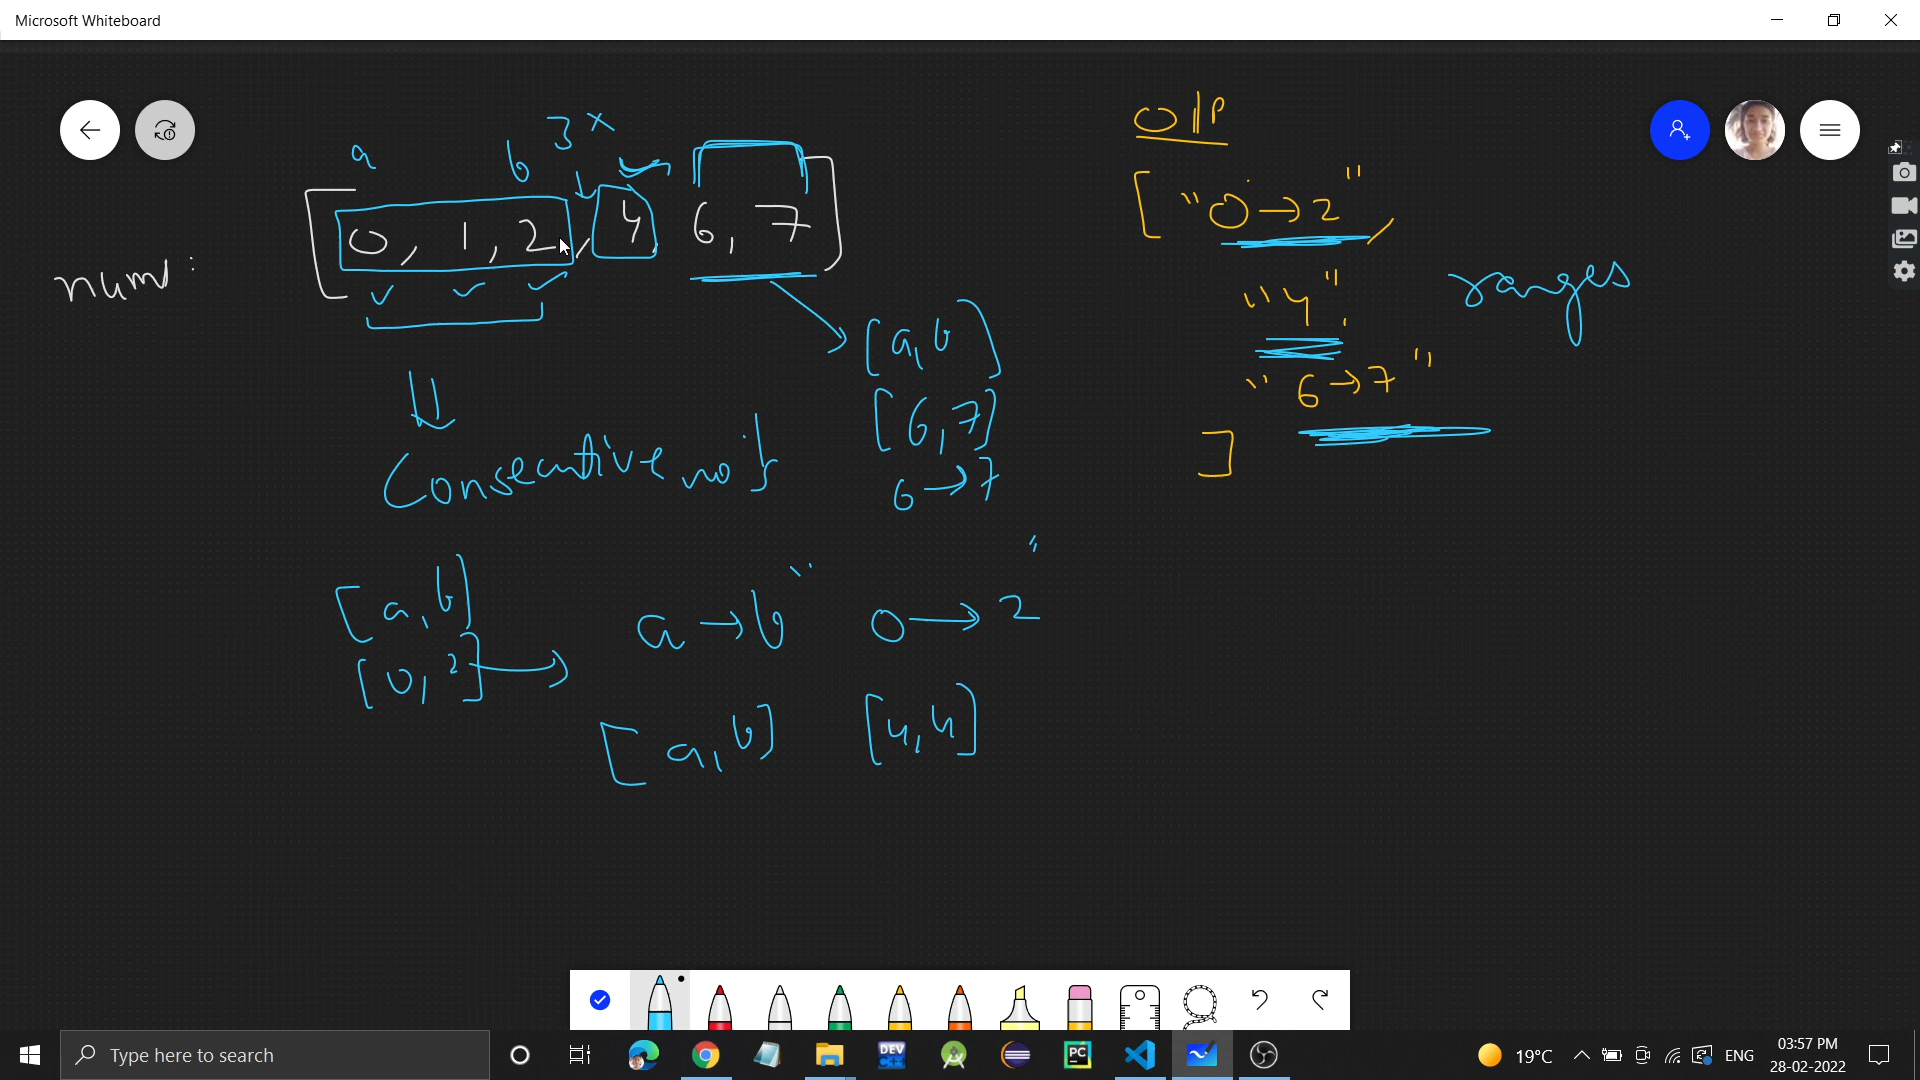 Microsoft Whiteboard
a b 3 x
nums: [0, 1, 2, 4, 6, 7]
Consecutive no's
[a, b]
[6, 7]
6→7
[a, b]
[0, 2]
a→b
0→2
[a, b] [4, 4]
O/P
["0→2",
"4",
"6→7"
]
ranges
Type here to search
DEV C++
PC
19°C
ENG
03:57 PM
28-02-2022